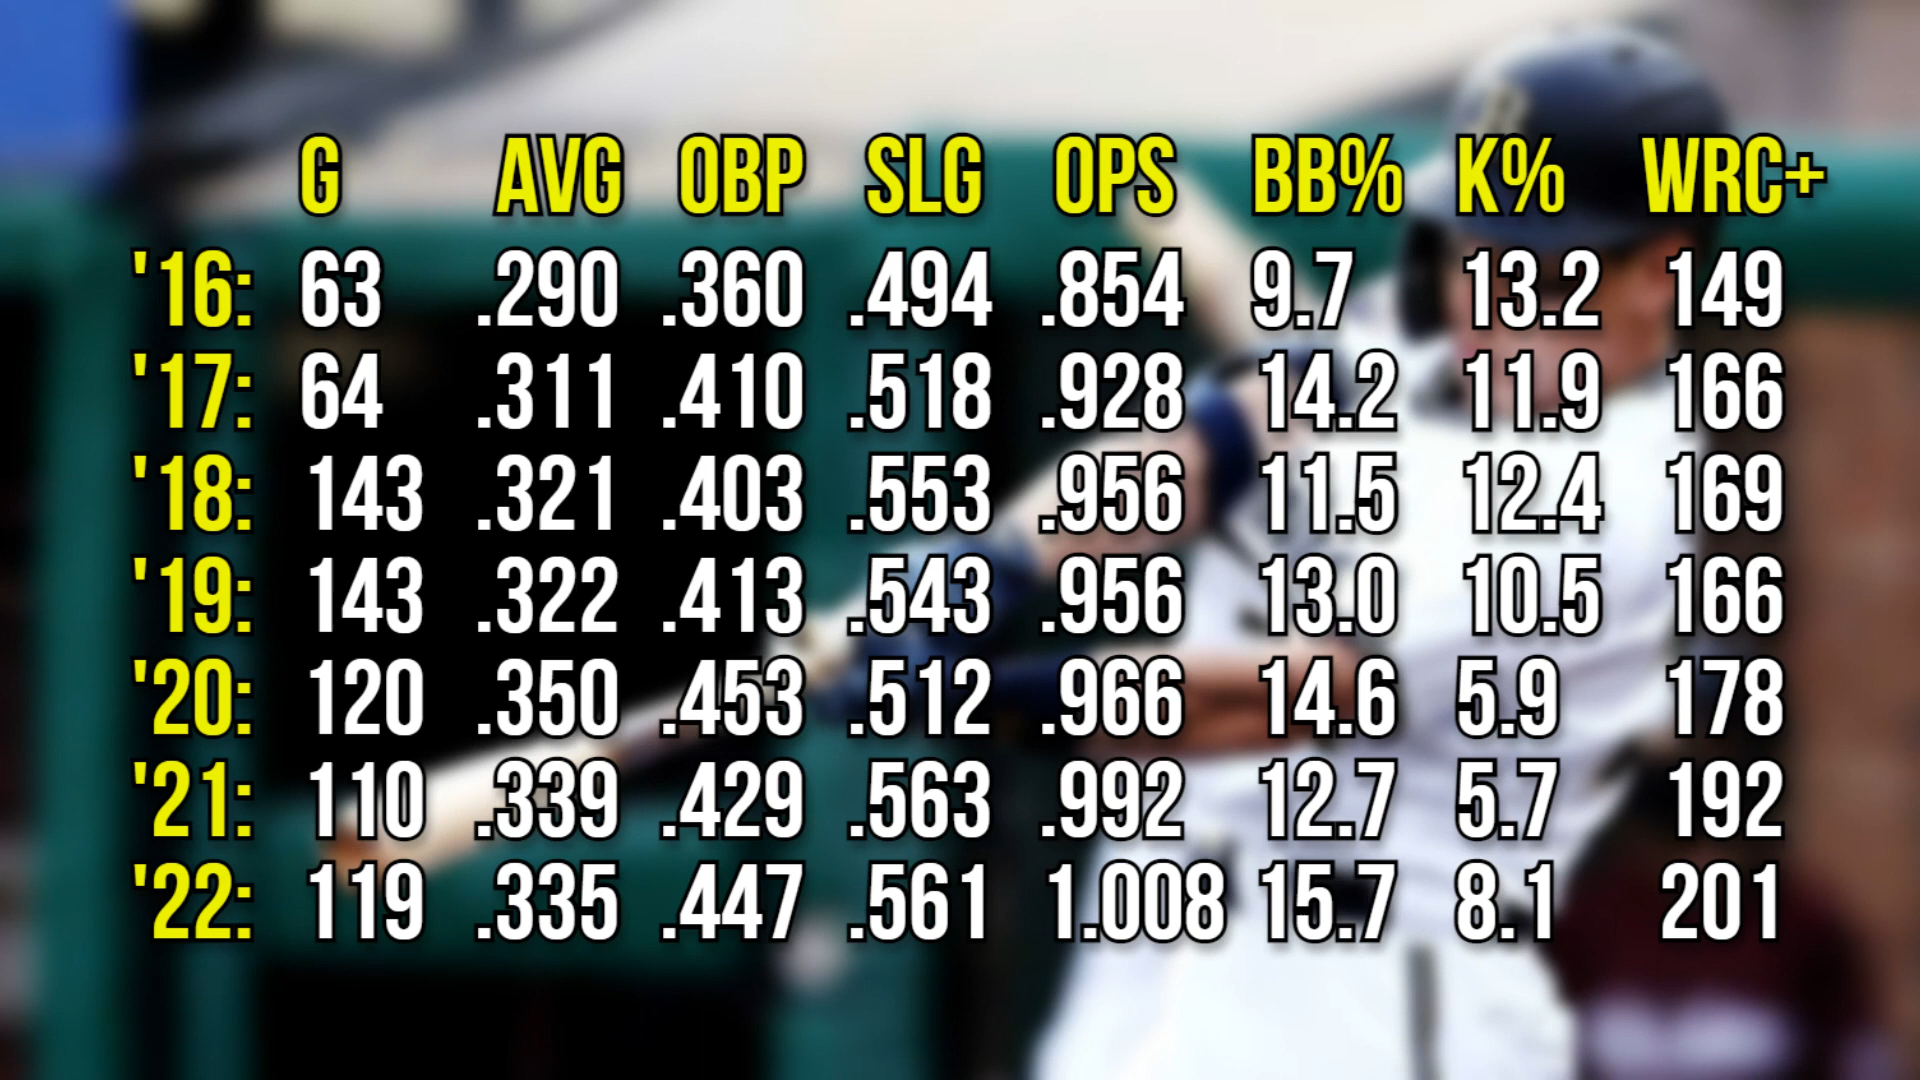 G AVG OBP SLG OPS BB% K% WRC+
'16: 63 .290 .360 .494 .854 9.7 13.2 149
'17: 64 .311 .410 .518 .928 14.2 11.9 166
'18: 143 .321 .403 .553 .956 11.5 12.4 169
'19: 143 .322 .413 .543 .956 13.0 10.5 166
'20: 120 .350 .453 .512 .966 14.6 5.9 178
'21: 110 .339 .429 .563 .992 12.7 5.7 192
'22: 119 .335 .447 .561 1.008 15.7 8.1 201